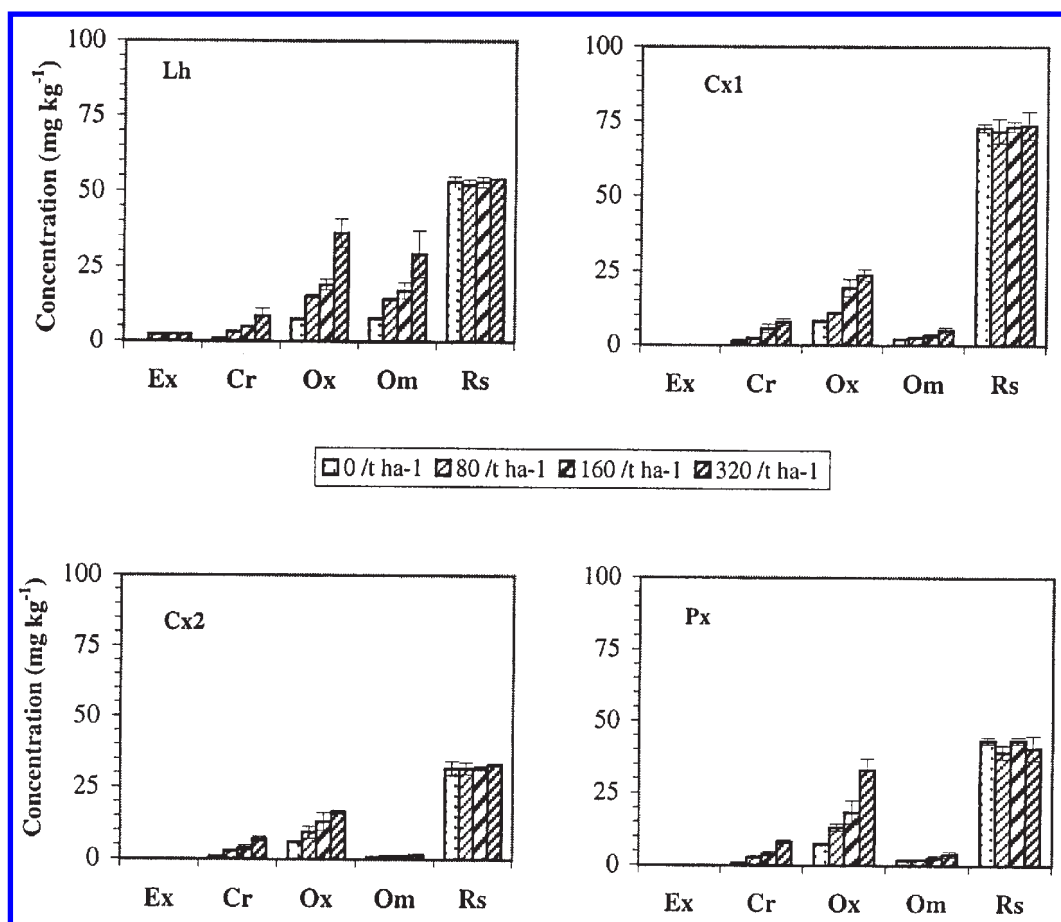 100
75
50
25
0
Concentration (mg kg-1)
Lh
Ex Cr Ox Om Rs
100
75
50
25
0
Cx1
Ex Cr Ox Om Rs
0 /t ha-1 80 /t ha-1 160 /t ha-1 320 /t ha-1
100
75
50
25
0
Concentration (mg kg-1)
Cx2
Ex Cr Ox Om Rs
100
75
50
25
0
Px
Ex Cr Ox Om Rs